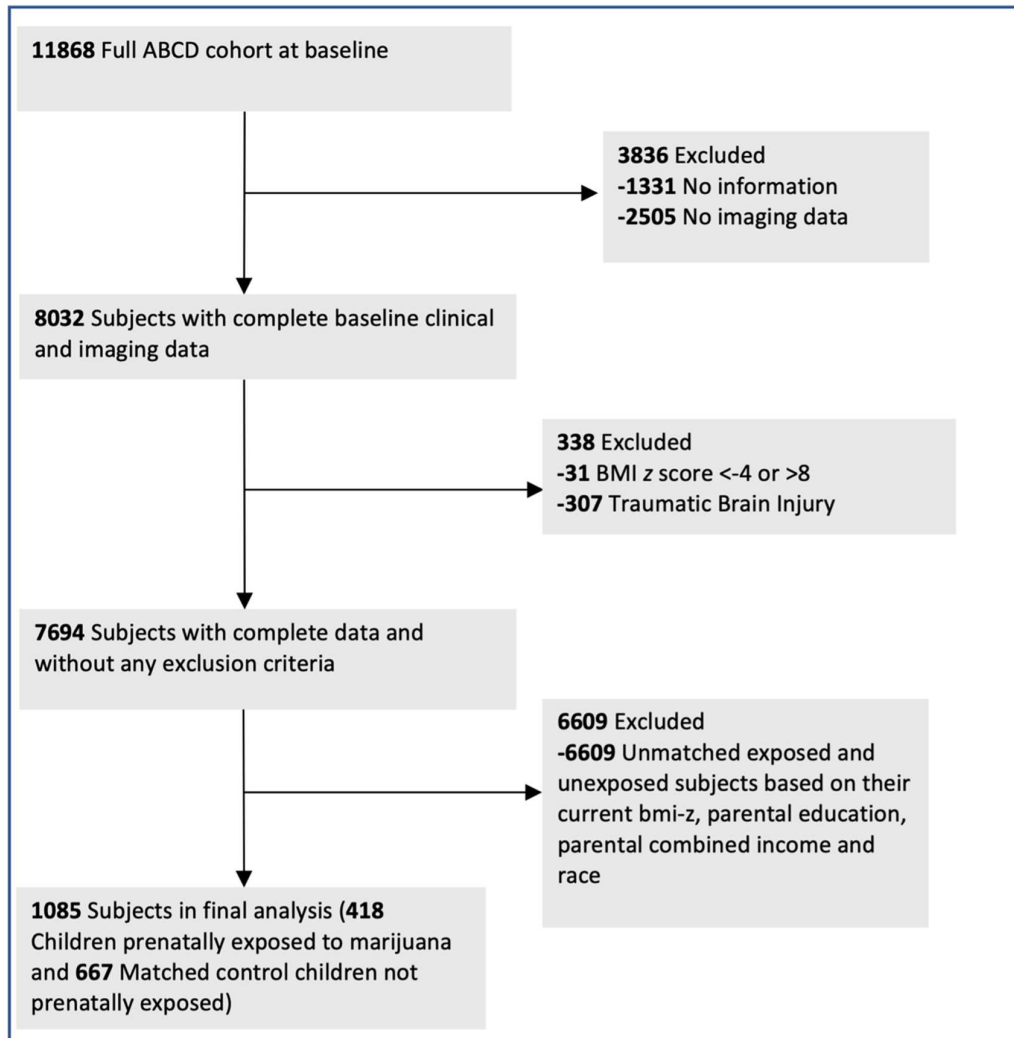 11868 Full ABCD cohort at baseline
3836 Excluded
-1331 No information
-2505 No imaging data
8032 Subjects with complete baseline clinical
and imaging data
338 Excluded
-31 BMI z score <-4 or >8
-307 Traumatic Brain Injury
7694 Subjects with complete data and
without any exclusion criteria
6609 Excluded
-6609 Unmatched exposed and
unexposed subjects based on their
current bmi-z, parental education,
parental combined income and
race
1085 Subjects in final analysis (418
Children prenatally exposed to marijuana
and 667 Matched control children not
prenatally exposed)